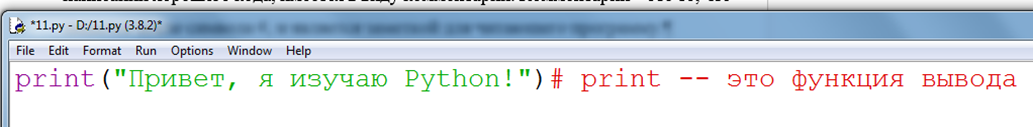 *11.py - D:/11.py (3.8.2)*
File Edit Format Run Options Window Help
print("Привет, я изучаю Python!")# print -- это функция вывода